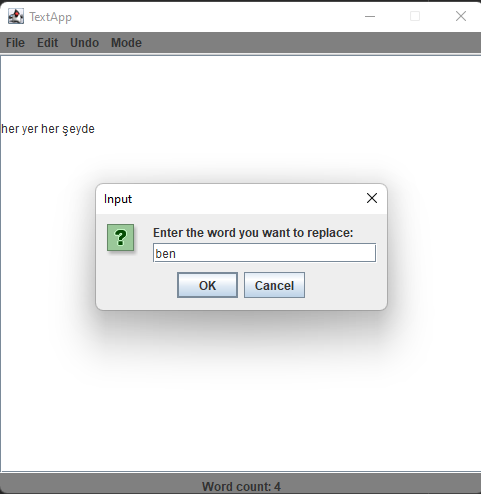 TextApp
File Edit Undo Mode
her yer her şeyde
Input
?
Enter the word you want to replace:
ben
OK Cancel
Word count: 4